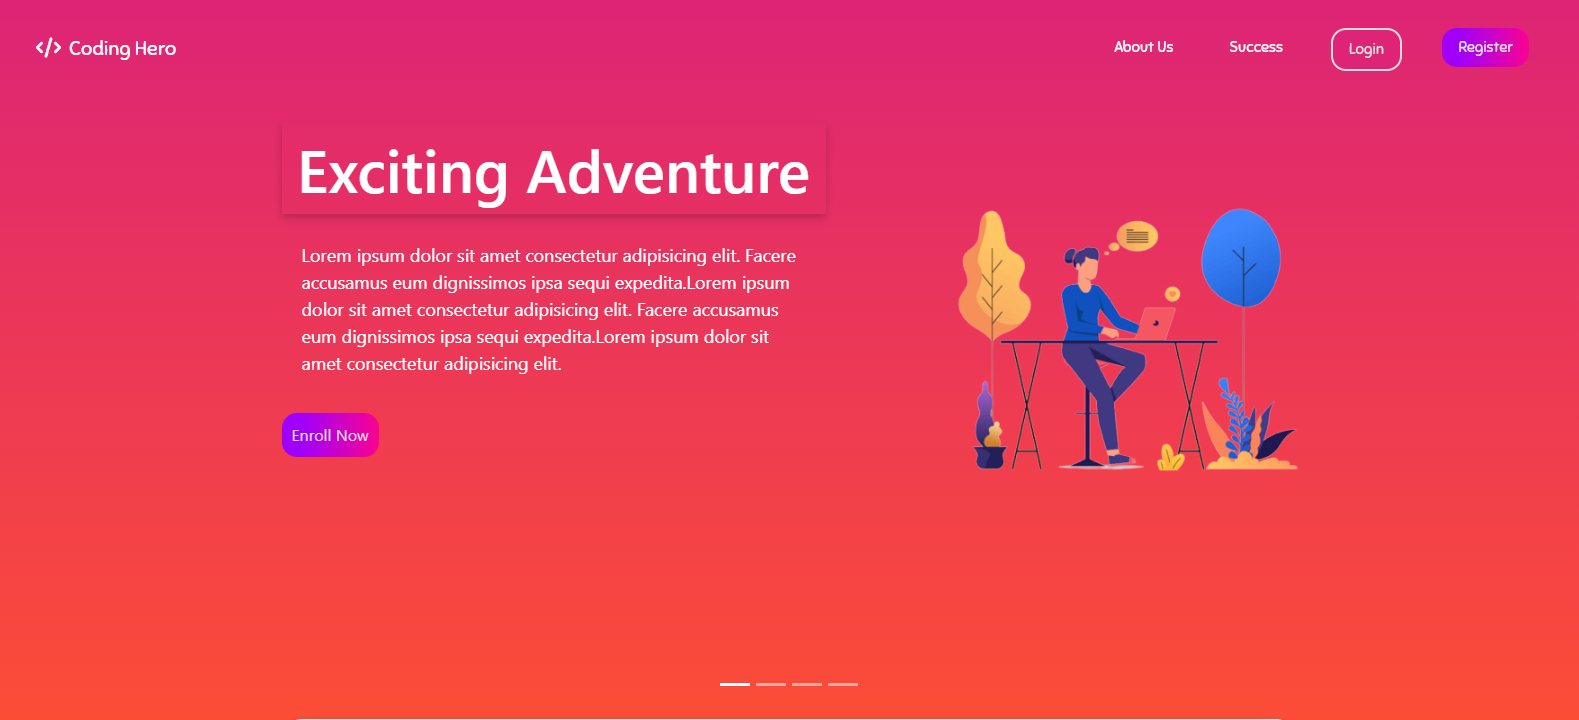 Coding Hero
About Us
Success
Login
Register
Exciting Adventure
Lorem ipsum dolor sit amet consectetur adipisicing elit. Facere
accusamus eum dignissimos ipsa sequi expedita.Lorem ipsum
dolor sit amet consectetur adipisicing elit. Facere accusamus
eum dignissimos ipsa sequi expedita.Lorem ipsum dolor sit
amet consectetur adipisicing elit.
Enroll Now